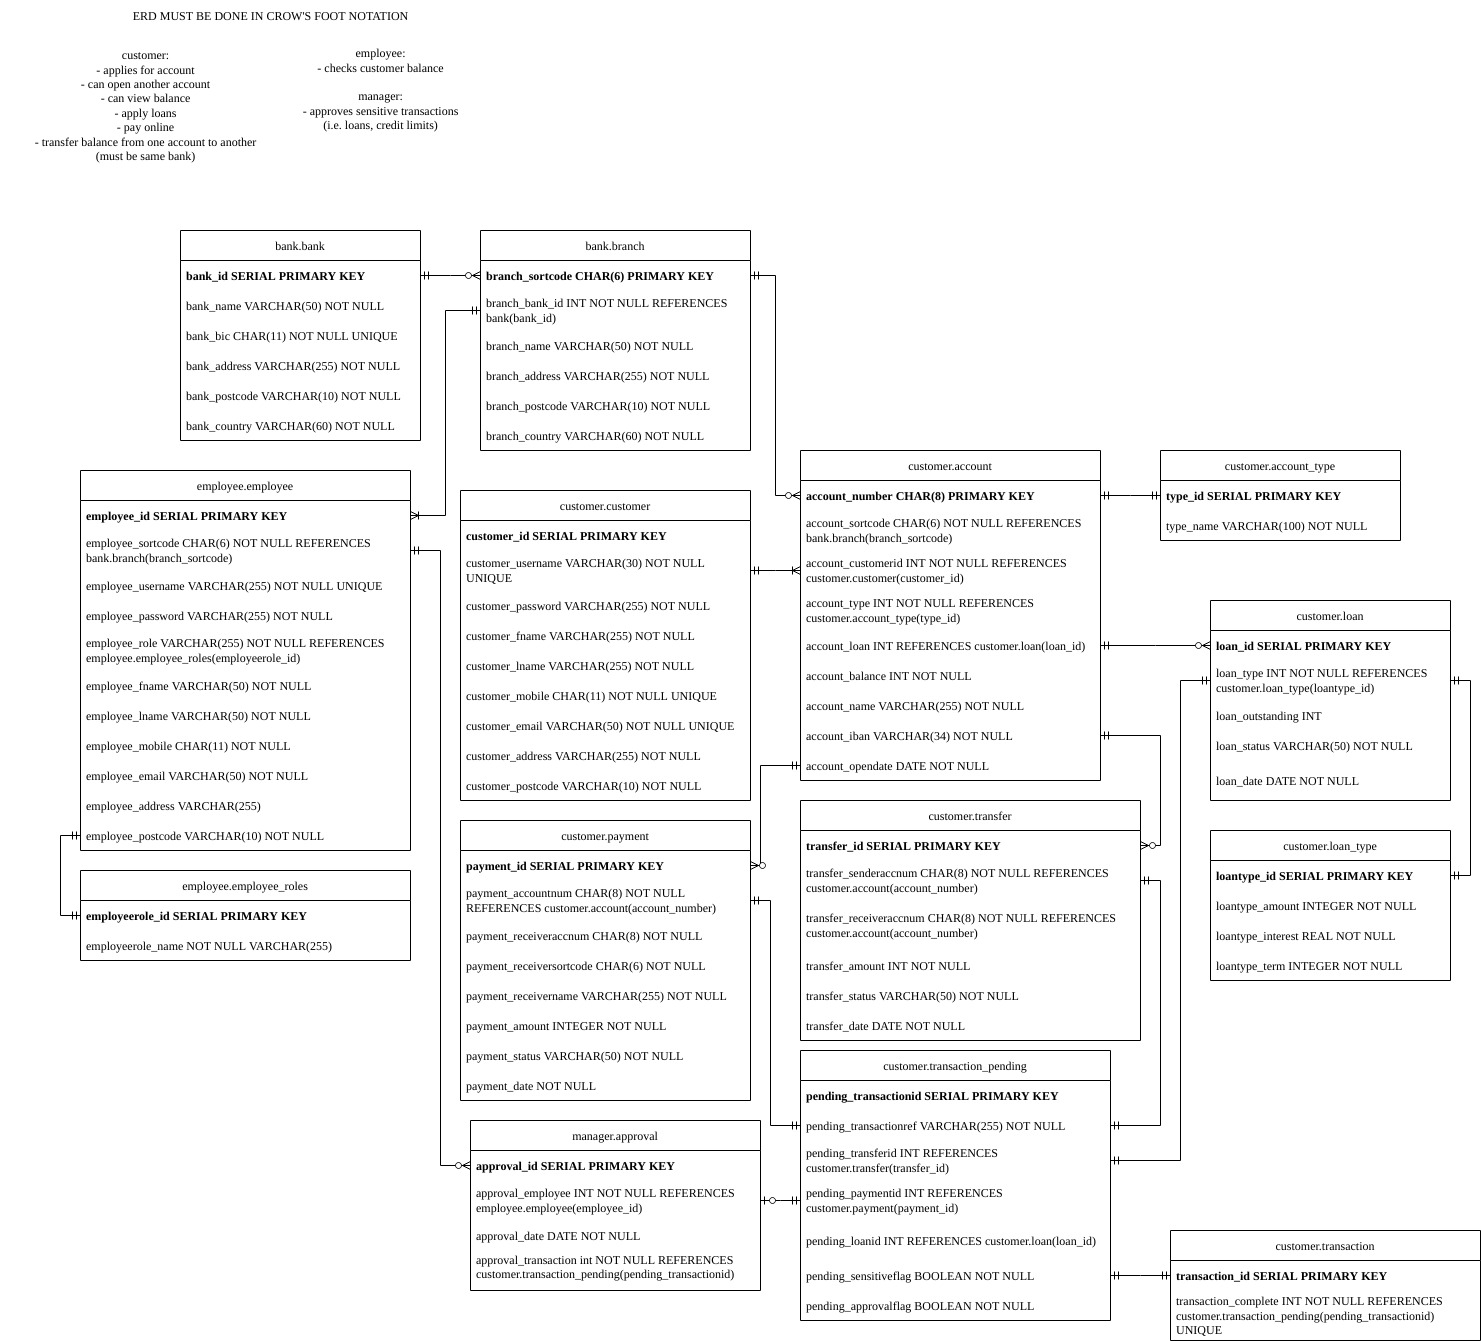 ERD MUST BE DONE IN CROW'S FOOT NOTATION
customer:
- applies for account
- can open another account
- can view balance
- apply loans
- pay online
- transfer balance from one account to another
(must be same bank)
employee:
- checks customer balance
manager:
- approves sensitive transactions
(i.e. loans, credit limits)
bank.bank
bank_id SERIAL PRIMARY KEY
bank_name VARCHAR(50) NOT NULL
bank_bic CHAR(11) NOT NULL UNIQUE
bank_address VARCHAR(255) NOT NULL
bank_postcode VARCHAR(10) NOT NULL
bank_country VARCHAR(60) NOT NULL
bank.branch
branch_sortcode CHAR(6) PRIMARY KEY
branch_bank_id INT NOT NULL REFERENCES
bank(bank_id)
branch_name VARCHAR(50) NOT NULL
branch_address VARCHAR(255) NOT NULL
branch_postcode VARCHAR(10) NOT NULL
branch_country VARCHAR(60) NOT NULL
employee.employee
employee_id SERIAL PRIMARY KEY
employee_sortcode CHAR(6) NOT NULL REFERENCES
bank.branch(branch_sortcode)
employee_username VARCHAR(255) NOT NULL UNIQUE
employee_password VARCHAR(255) NOT NULL
employee_role VARCHAR(255) NOT NULL REFERENCES
employee.employee_roles(employeerole_id)
employee_fname VARCHAR(50) NOT NULL
employee_lname VARCHAR(50) NOT NULL
employee_mobile CHAR(11) NOT NULL
employee_email VARCHAR(50) NOT NULL
employee_address VARCHAR(255)
employee_postcode VARCHAR(10) NOT NULL
employee.employee_roles
employeerole_id SERIAL PRIMARY KEY
employeerole_name NOT NULL VARCHAR(255)
customer.customer
customer_id SERIAL PRIMARY KEY
customer_username VARCHAR(30) NOT NULL
UNIQUE
customer_password VARCHAR(255) NOT NULL
customer_fname VARCHAR(255) NOT NULL
customer_lname VARCHAR(255) NOT NULL
customer_mobile CHAR(11) NOT NULL UNIQUE
customer_email VARCHAR(50) NOT NULL UNIQUE
customer_address VARCHAR(255) NOT NULL
customer_postcode VARCHAR(10) NOT NULL
customer.payment
payment_id SERIAL PRIMARY KEY
payment_accountnum CHAR(8) NOT NULL
REFERENCES customer.account(account_number)
payment_receiveraccnum CHAR(8) NOT NULL
payment_receiversortcode CHAR(6) NOT NULL
payment_receivername VARCHAR(255) NOT NULL
payment_amount INTEGER NOT NULL
payment_status VARCHAR(50) NOT NULL
payment_date NOT NULL
manager.approval
approval_id SERIAL PRIMARY KEY
approval_employee INT NOT NULL REFERENCES
employee.employee(employee_id)
approval_date DATE NOT NULL
approval_transaction int NOT NULL REFERENCES
customer.transaction_pending(pending_transactionid)
customer.account
account_number CHAR(8) PRIMARY KEY
account_sortcode CHAR(6) NOT NULL REFERENCES
bank.branch(branch_sortcode)
account_customerid INT NOT NULL REFERENCES
customer.customer(customer_id)
account_type INT NOT NULL REFERENCES
customer.account_type(type_id)
account_loan INT REFERENCES customer.loan(loan_id)
account_balance INT NOT NULL
account_name VARCHAR(255) NOT NULL
account_iban VARCHAR(34) NOT NULL
account_opendate DATE NOT NULL
customer.transfer
transfer_id SERIAL PRIMARY KEY
transfer_senderaccnum CHAR(8) NOT NULL REFERENCES
customer.account(account_number)
transfer_receiveraccnum CHAR(8) NOT NULL REFERENCES
customer.account(account_number)
transfer_amount INT NOT NULL
transfer_status VARCHAR(50) NOT NULL
transfer_date DATE NOT NULL
customer.transaction_pending
pending_transactionid SERIAL PRIMARY KEY
pending_transactionref VARCHAR(255) NOT NULL
pending_transferid INT REFERENCES
customer.transfer(transfer_id)
pending_paymentid INT REFERENCES
customer.payment(payment_id)
pending_loanid INT REFERENCES customer.loan(loan_id)
pending_sensitiveflag BOOLEAN NOT NULL
pending_approvalflag BOOLEAN NOT NULL
customer.account_type
type_id SERIAL PRIMARY KEY
type_name VARCHAR(100) NOT NULL
customer.loan
loan_id SERIAL PRIMARY KEY
loan_type INT NOT NULL REFERENCES
customer.loan_type(loantype_id)
loan_outstanding INT
loan_status VARCHAR(50) NOT NULL
loan_date DATE NOT NULL
customer.loan_type
loantype_id SERIAL PRIMARY KEY
loantype_amount INTEGER NOT NULL
loantype_interest REAL NOT NULL
loantype_term INTEGER NOT NULL
customer.transaction
transaction_id SERIAL PRIMARY KEY
transaction_complete INT NOT NULL REFERENCES
customer.transaction_pending(pending_transactionid)
UNIQUE